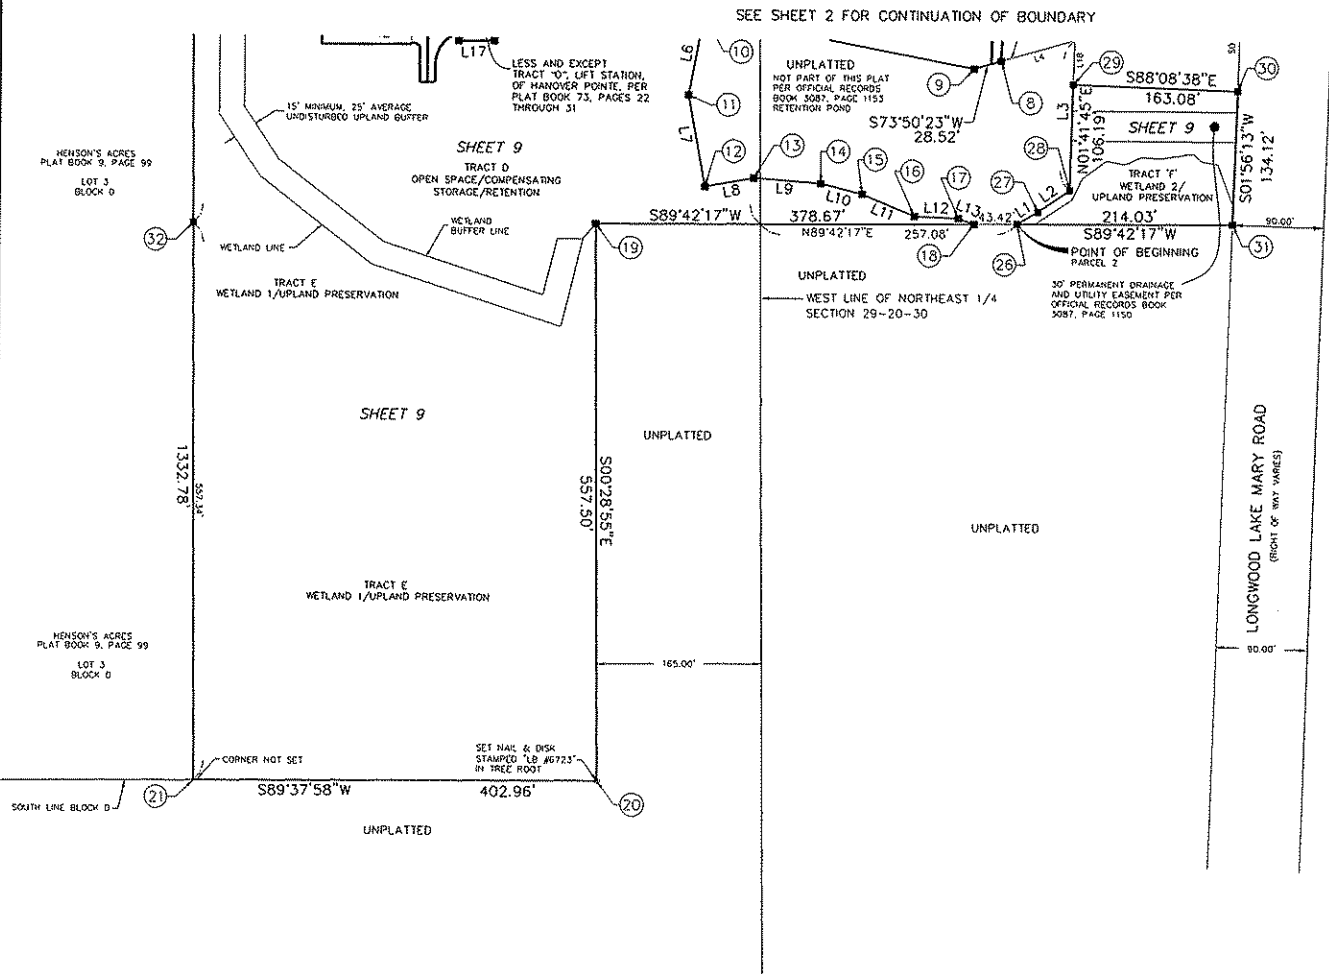 SEE SHEET 2 FOR CONTINUATION OF BOUNDARY
L17
LESS AND EXCEPT
TRACT "O", LIFT STATION,
OF HANOVER POINTE, PER
PLAT BOOK 73, PAGES 22
THROUGH 31
15' MINIMUM, 25' AVERAGE
UNDISTURBED UPLAND BUFFER
HENSON'S ACRES
PLAT BOOK 9, PAGE 99
LOT 3
BLOCK D
SHEET 9
TRACT D
OPEN SPACE/COMPENSATING
STORAGE/RETENTION
WETLAND
BUFFER LINE
WETLAND LINE
32
19
TRACT E
WETLAND 1/UPLAND PRESERVATION
L6
10
11
L7
12
13
L8
L9
14
15
L10
L11
16
17
L12
L13
UNPLATTED
NOT PART OF THIS PLAT
PER OFFICIAL RECORDS
BOOK 3087, PAGE 1153
RETENTION POND
9
8
L4
L18
S73°50'23"W
28.52'
29
30
S88°08'38"E
163.08'
L3
N01°41'45"E
106.19'
SHEET 9
50
S01°56'13"W
134.12'
28
27
L2
L1
TRACT "F"
WETLAND 2/
UPLAND PRESERVATION
S89°42'17"W
378.67'
N89°42'17"E
257.08'
43.42'
18
26
214.03'
S89°42'17"W
90.00'
31
POINT OF BEGINNING
PARCEL 2
UNPLATTED
WEST LINE OF NORTHEAST 1/4
SECTION 29-20-30
30' PERMANENT DRAINAGE
AND UTILITY EASEMENT PER
OFFICIAL RECORDS BOOK
3087, PAGE 1150
SHEET 9
UNPLATTED
1332.78'
557.34'
S00°28'55"E
557.50'
UNPLATTED
LONGWOOD LAKE MARY ROAD
(RIGHT OF WAY VARIES)
TRACT E
WETLAND 1/UPLAND PRESERVATION
HENSON'S ACRES
PLAT BOOK 9, PAGE 99
LOT 3
BLOCK D
165.00'
90.00'
CORNER NOT SET
SET NAIL & DISK
STAMPED "LB #6723"
IN TREE ROOT
S89°37'58"W
402.96'
21
20
SOUTH LINE BLOCK D
UNPLATTED